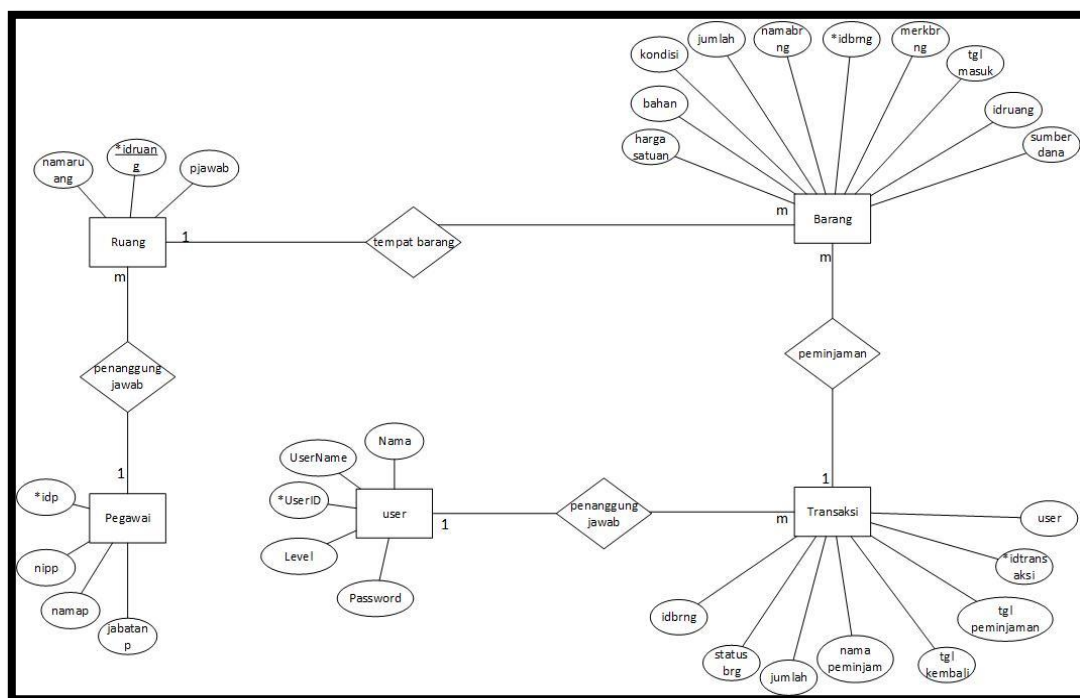 kondisi
jumlah
namabr
ng
*idbrng
merkbr
ng
tgl
masuk
bahan
idruang
harga
satuan
sumber
dana
namaru
ang
*idruan
g
pjawab
Ruang
1
tempat barang
m
Barang
m
m
penanggung
jawab
peminjaman
1
1
*idp
Pegawai
nipp
namap
jabatan
p
Nama
UserName
*UserID
user
1
Level
Password
penanggung
jawab
m
Transaksi
user
*idtrans
aksi
tgl
peminjaman
idbrng
status
brg
jumlah
nama
peminjam
tgl
kembali